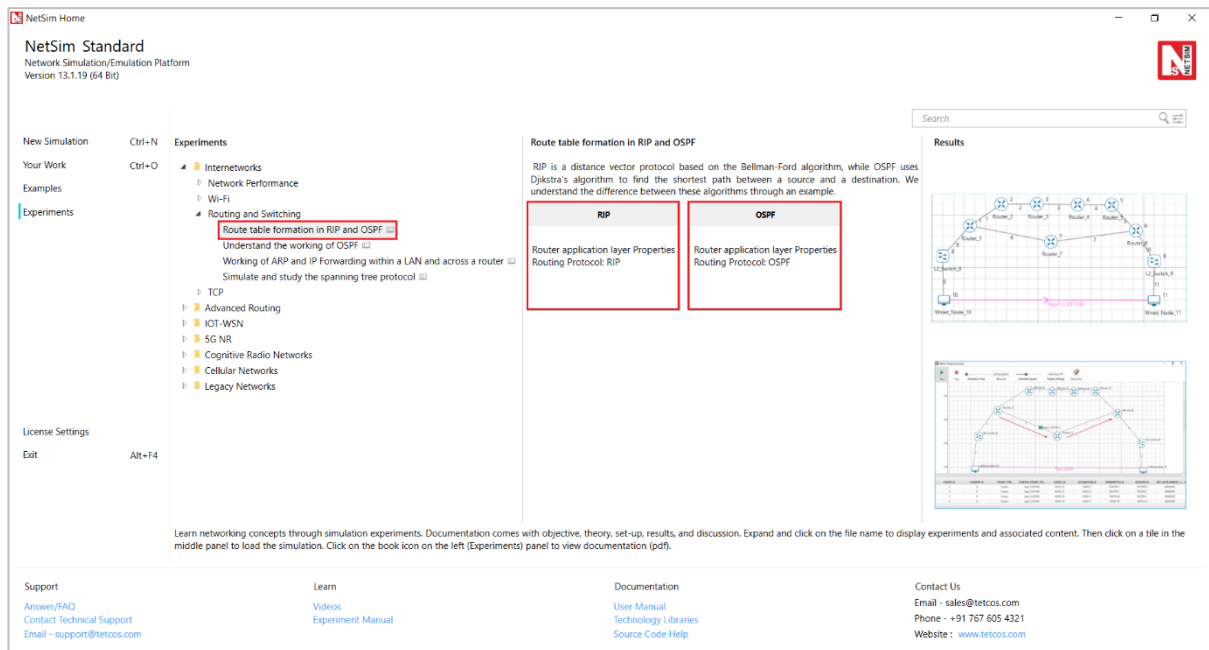 NetSim Home
NetSim Standard
Network Simulation/Emulation Platform
Version 13.1.19 (64 Bit)
NETSIM
Search
New Simulation Ctrl+N
Your Work Ctrl+O
Examples
Experiments
License Settings
Exit Alt+F4
Experiments
Internetworks
Network Performance
Wi-Fi
Routing and Switching
Route table formation in RIP and OSPF
Understand the working of OSPF
Working of ARP and IP Forwarding within a LAN and across a router
Simulate and study the spanning tree protocol
TCP
Advanced Routing
IOT-WSN
5G NR
Cognitive Radio Networks
Cellular Networks
Legacy Networks
Route table formation in RIP and OSPF
RIP is a distance vector protocol based on the Bellman-Ford algorithm, while OSPF uses
Djikstra's algorithm to find the shortest path between a source and a destination. We
understand the difference between these algorithms through an example.
RIP
Router application layer Properties
Routing Protocol: RIP
OSPF
Router application layer Properties
Routing Protocol: OSPF
Results
Router_2
Router_3
Router_4
Router_5
Router_1
Router_7
L2_Switch_8
L2_Switch_9
App1_CUSTOM
Wired_Node_10
Wired_Node_11
Learn networking concepts through simulation experiments. Documentation comes with objective, theory, set-up, results, and discussion. Expand and click on the file name to display experiments and associated content. Then click on a tile in the
middle panel to load the simulation. Click on the book icon on the left (Experiments) panel to view documentation (pdf).
Support
Answer/FAQ
Contact Technical Support
Email - support@tetcos.com
Learn
Videos
Experiment Manual
Documentation
User Manual
Technology Libraries
Source Code Help
Contact Us
Email - sales@tetcos.com
Phone - +91 767 605 4321
Website : www.tetcos.com